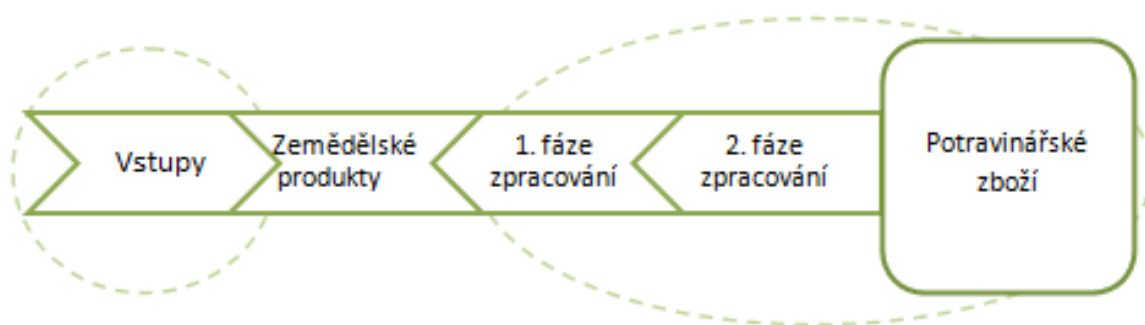 Vstupy
Zemědělské
produkty
1. fáze
zpracování
2. fáze
zpracování
Potravinářské
zboží